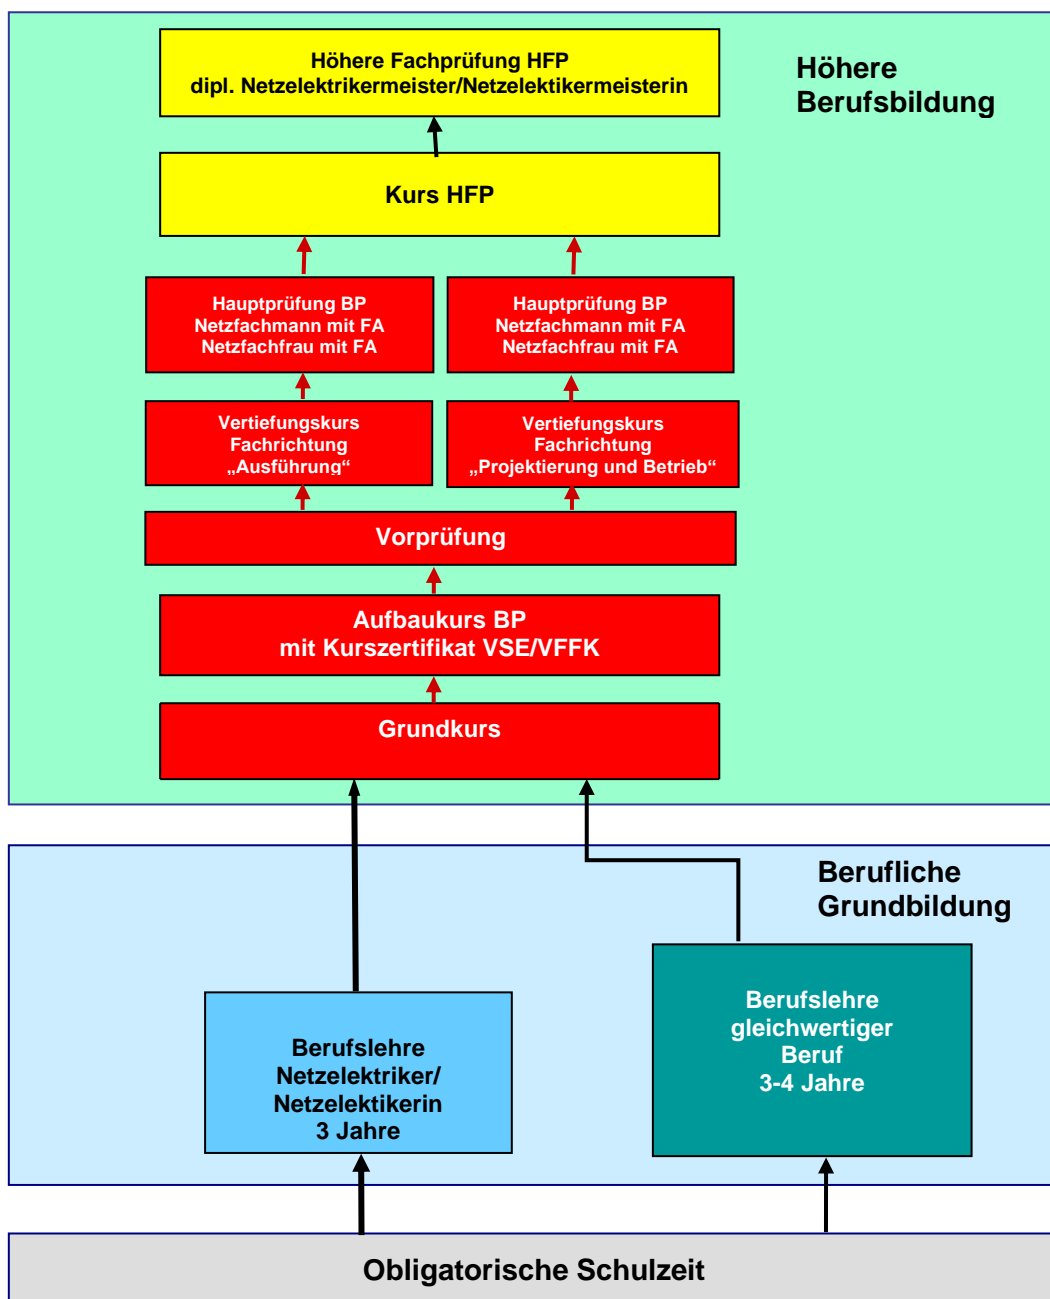 Höhere Fachprüfung HFP
dipl. Netzelektrikermeister/Netzelektikermeisterin
Höhere
Berufsbildung
Kurs HFP
Hauptprüfung BP
Netzfachmann mit FA
Netzfachfrau mit FA
Hauptprüfung BP
Netzfachmann mit FA
Netzfachfrau mit FA
Vertiefungskurs
Fachrichtung
„Ausführung“
Vertiefungskurs
Fachrichtung
„Projektierung und Betrieb“
Vorprüfung
Aufbaukurs BP
mit Kurszertifikat VSE/VFFK
Grundkurs
Berufliche
Grundbildung
Berufslehre
Netzelektriker/
Netzelektikerin
3 Jahre
Berufslehre
gleichwertiger
Beruf
3-4 Jahre
Obligatorische Schulzeit